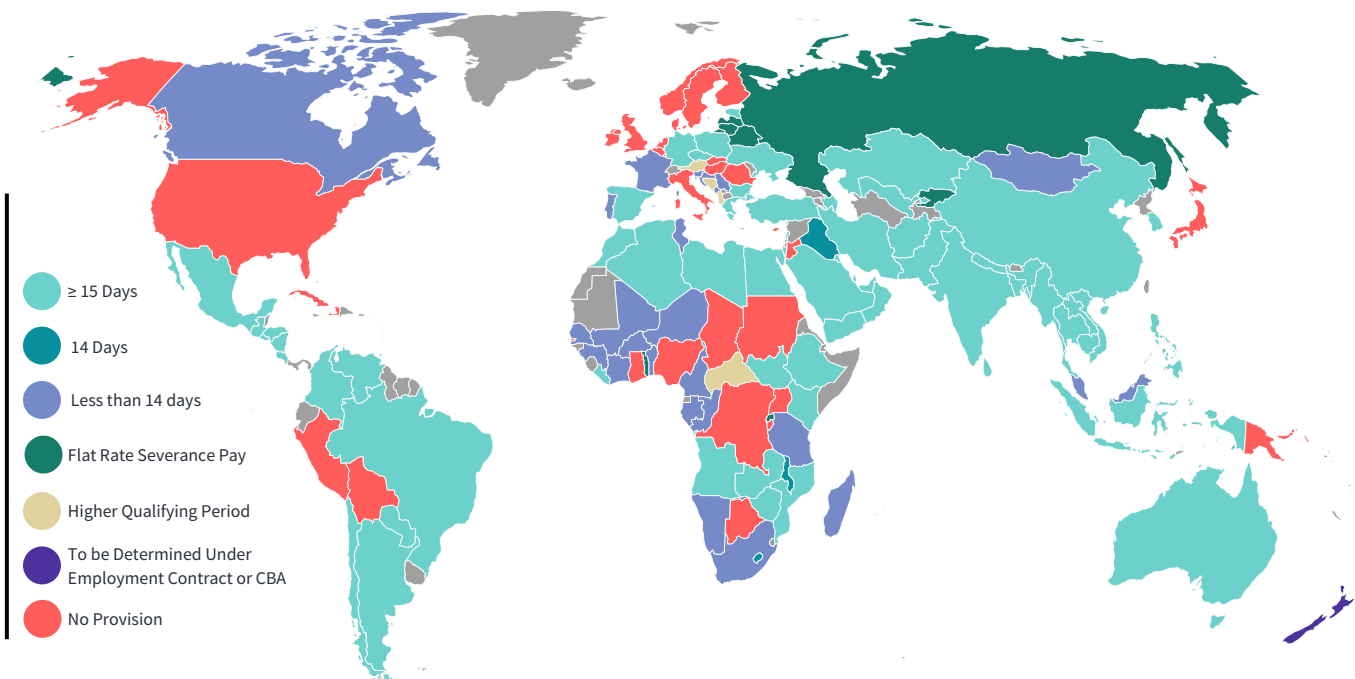 ≥ 15 Days
14 Days
Less than 14 days
Flat Rate Severance Pay
Higher Qualifying Period
To be Determined Under
Employment Contract or CBA
No Provision